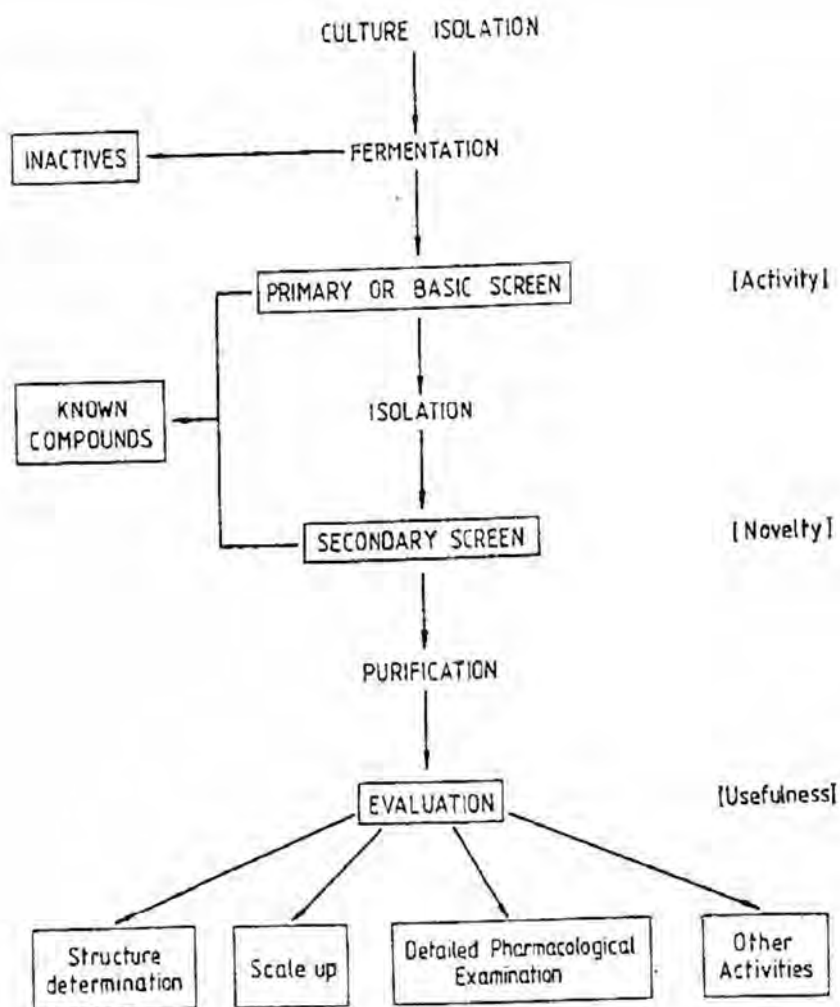 CULTURE ISOLATION
INACTIVES
FERMENTATION
PRIMARY OR BASIC SCREEN
[Activity]
KNOWN
COMPOUNDS
ISOLATION
SECONDARY SCREEN
[Novelty]
PURIFICATION
EVALUATION
[Usefulness]
Structure
determination
Scale up
Detailed Pharmacological
Examination
Other
Activities